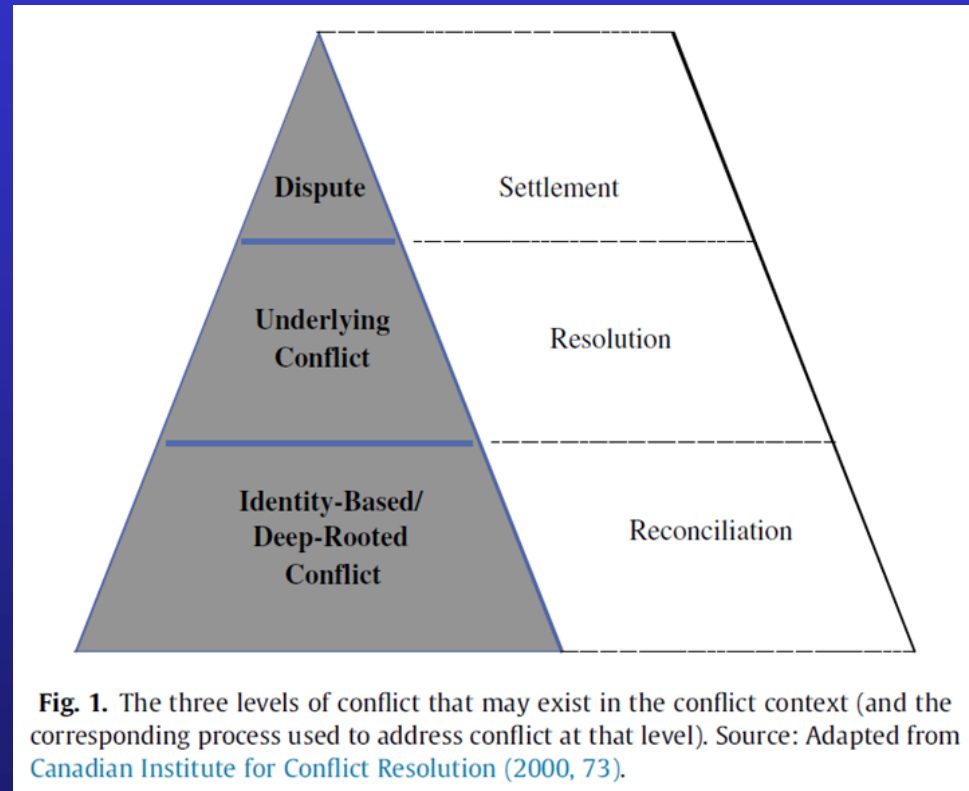 Dispute
Settlement
Underlying
Conflict
Resolution
Identity-Based/
Deep-Rooted
Conflict
Reconciliation
Fig. 1. The three levels of conflict that may exist in the conflict context (and the
corresponding process used to address conflict at that level). Source: Adapted from
Canadian Institute for Conflict Resolution (2000, 73).